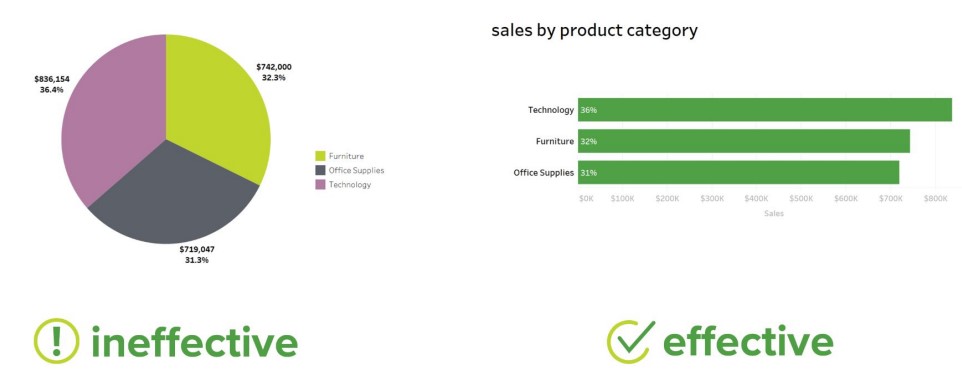 $742,000
32.3%
$836,154
36.4%
$719,047
31.3%
Furniture
Office Supplies
Technology
! ineffective
sales by product category
Technology 36%
Furniture 32%
Office Supplies 31%
$0K $100K $200K $300K $400K $500K $600K $700K $800K
Sales
effective